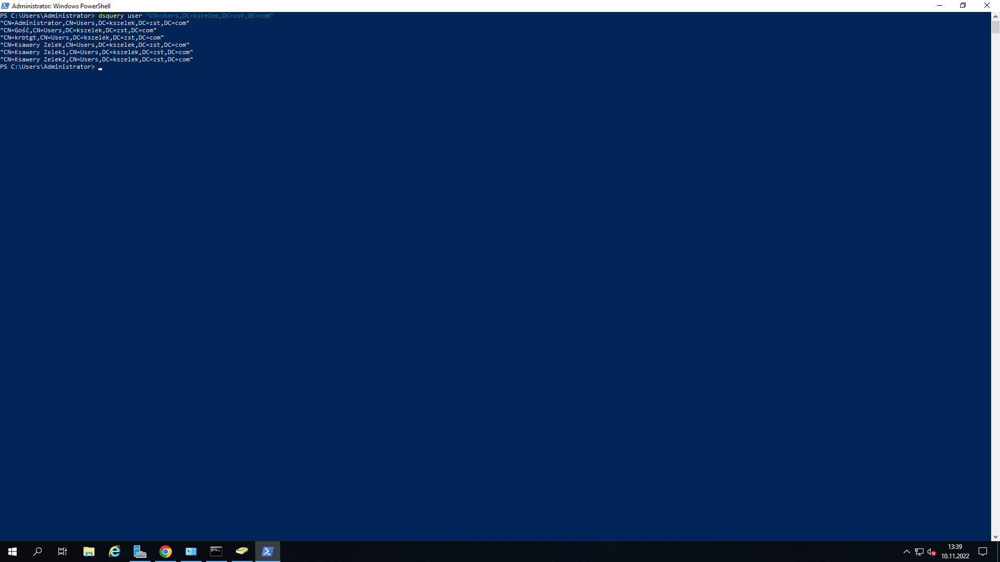 Administrator: Windows PowerShell
PS C:\Users\Administrator> dsquery user "CN=Users,DC=kszelek,DC=zst,DC=com"
"CN=Administrator,CN=Users,DC=kszelek,DC=zst,DC=com"
"CN=Gość,CN=Users,DC=kszelek,DC=zst,DC=com"
"CN=krbtgt,CN=Users,DC=kszelek,DC=zst,DC=com"
"CN=Ksawery Zelek,CN=Users,DC=kszelek,DC=zst,DC=com"
"CN=Ksawery Zelek1,CN=Users,DC=kszelek,DC=zst,DC=com"
"CN=Ksawery Zelek2,CN=Users,DC=kszelek,DC=zst,DC=com"
PS C:\Users\Administrator>
13:39
10.11.2022